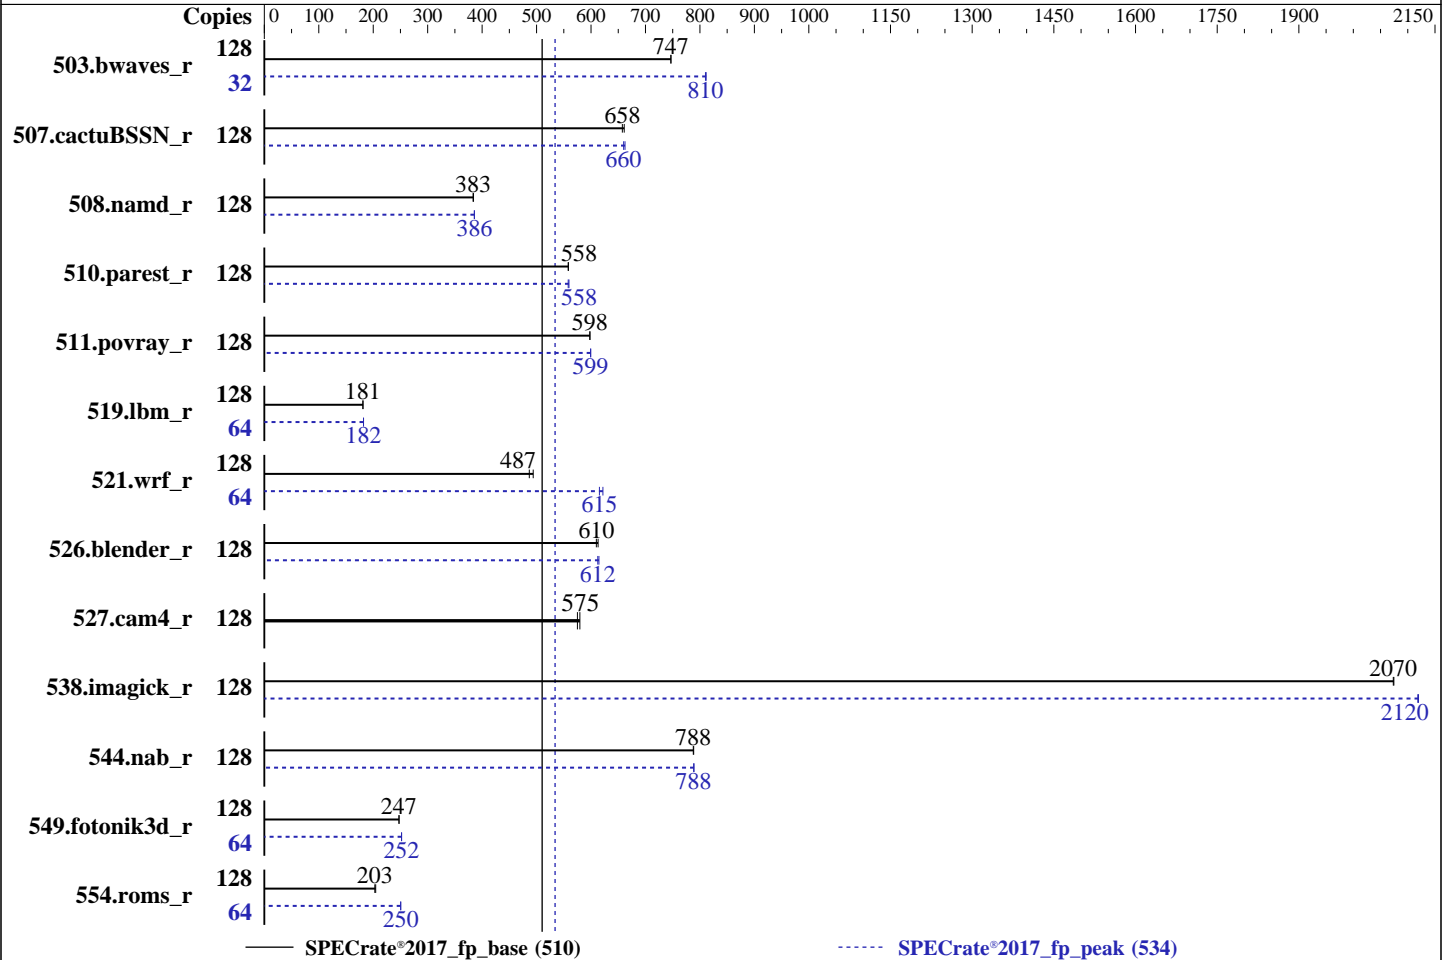 Copies 0 100 200 300 400 500 600 700 800 900 1000 1150 1300 1450 1600 1750 1900 2150
503.bwaves_r 128 747
32 810
507.cactuBSSN_r 128 658
660
508.namd_r 128 383
386
510.parest_r 128 558
558
511.povray_r 128 598
599
519.lbm_r 128 181
64 182
521.wrf_r 128 487
64 615
526.blender_r 128 610
612
527.cam4_r 128 575
538.imagick_r 128 2070
2120
544.nab_r 128 788
788
549.fotonik3d_r 128 247
64 252
554.roms_r 128 203
64 250
SPECrate®2017_fp_base (510) SPECrate®2017_fp_peak (534)